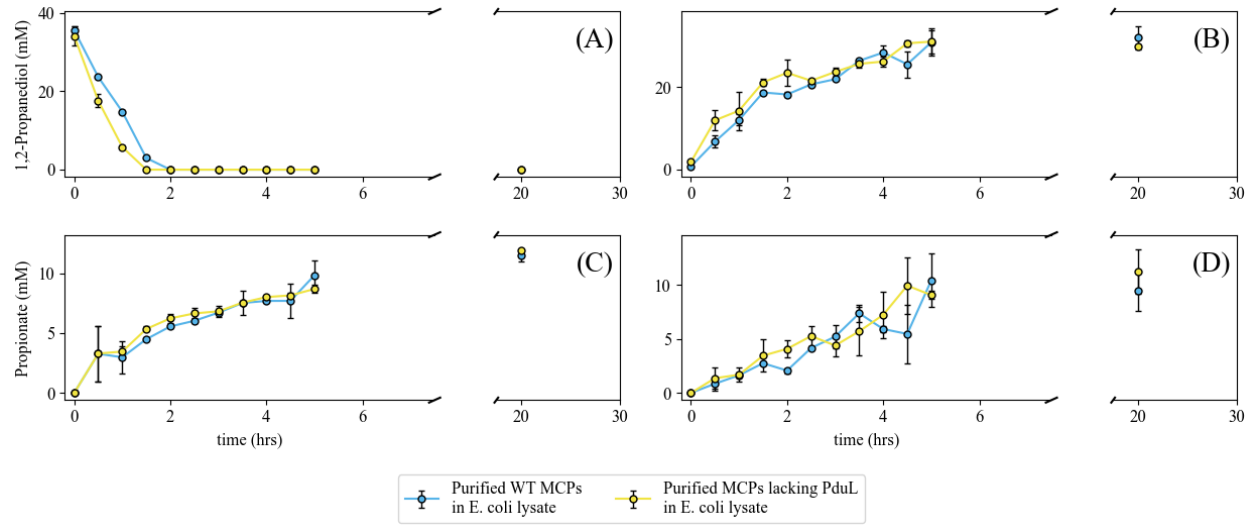 40
20
0
0
2
4
6
20
30
1,2-Propanediol (mM)
(A)
20
0
0
2
4
6
20
30
(B)
10
5
0
0
2
4
6
20
30
Propionate (mM)
time (hrs)
(C)
10
5
0
0
2
4
6
20
30
time (hrs)
(D)
Purified WT MCPs
in E. coli lysate
Purified MCPs lacking PduL
in E. coli lysate